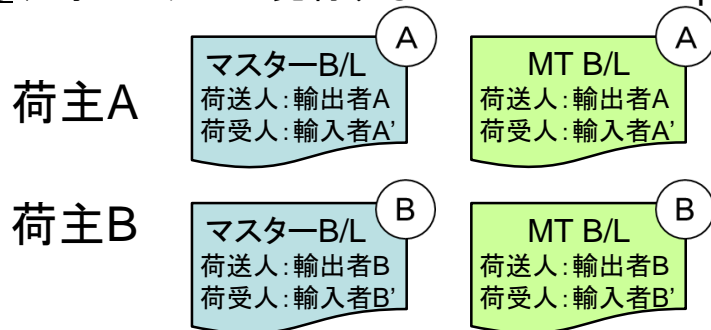 荷主A
マスターB/L
荷送人：輸出者A
荷受人：輸入者A'
A
MT B/L
荷送人：輸出者A
荷受人：輸入者A'
A
荷主B
マスターB/L
荷送人：輸出者B
荷受人：輸入者B'
B
MT B/L
荷送人：輸出者B
荷受人：輸入者B'
B